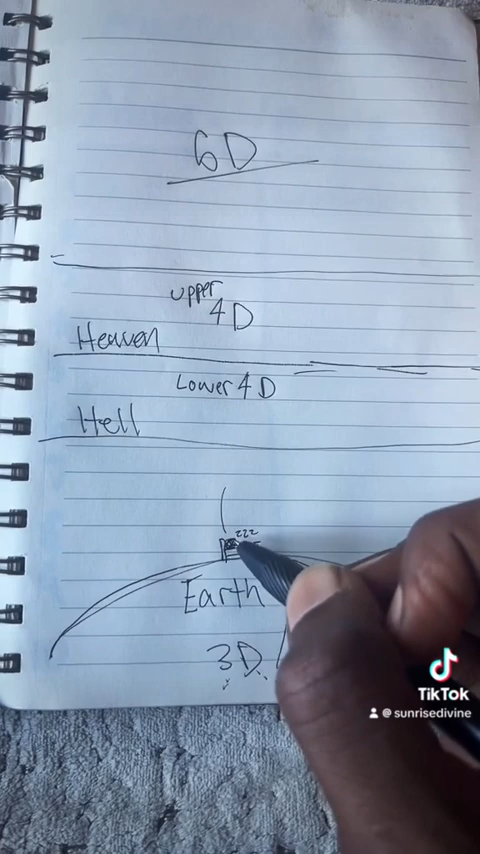 6D
upper
4D
Heaven
Lower 4D
Hell
zzz
Earth
3D
TikTok
@sunrisedivine